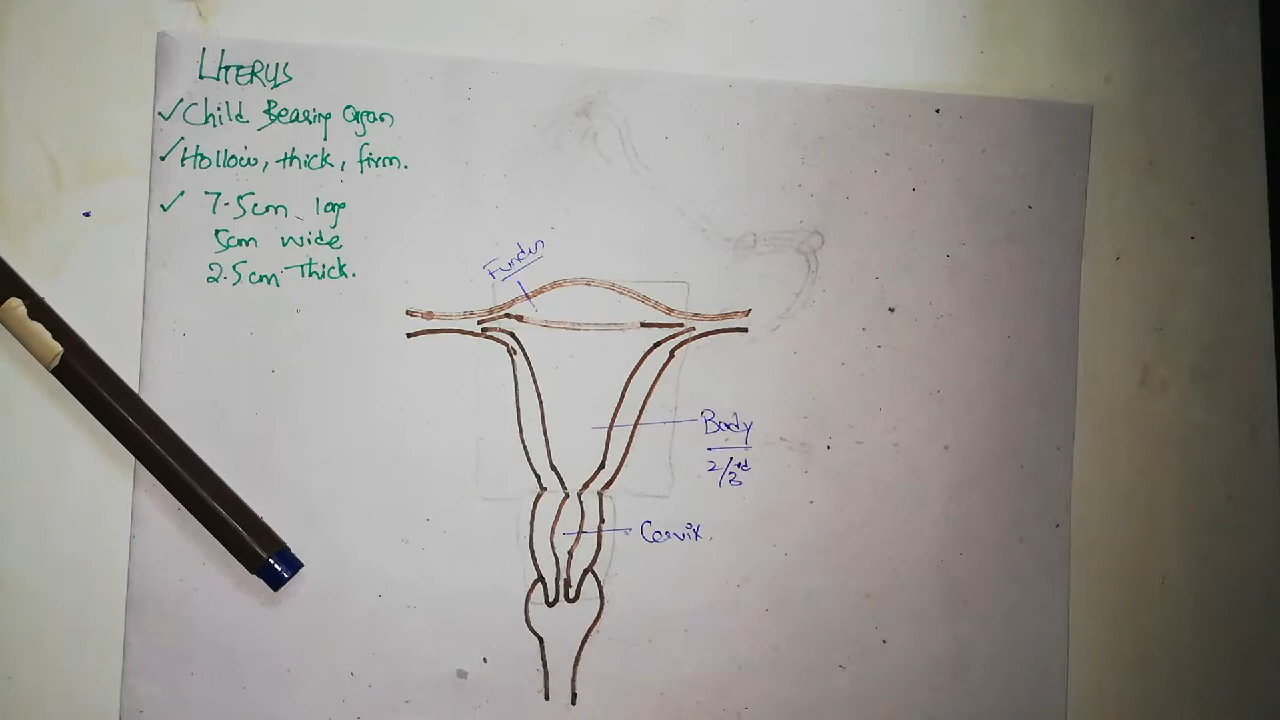 UTERUS
✓ Child Bearing Organ
✓ Hollow, thick, firm.
✓ 7.5cm long
5cm wide
2.5cm Thick.
Fundus
Body
2/3rd
Cervix.